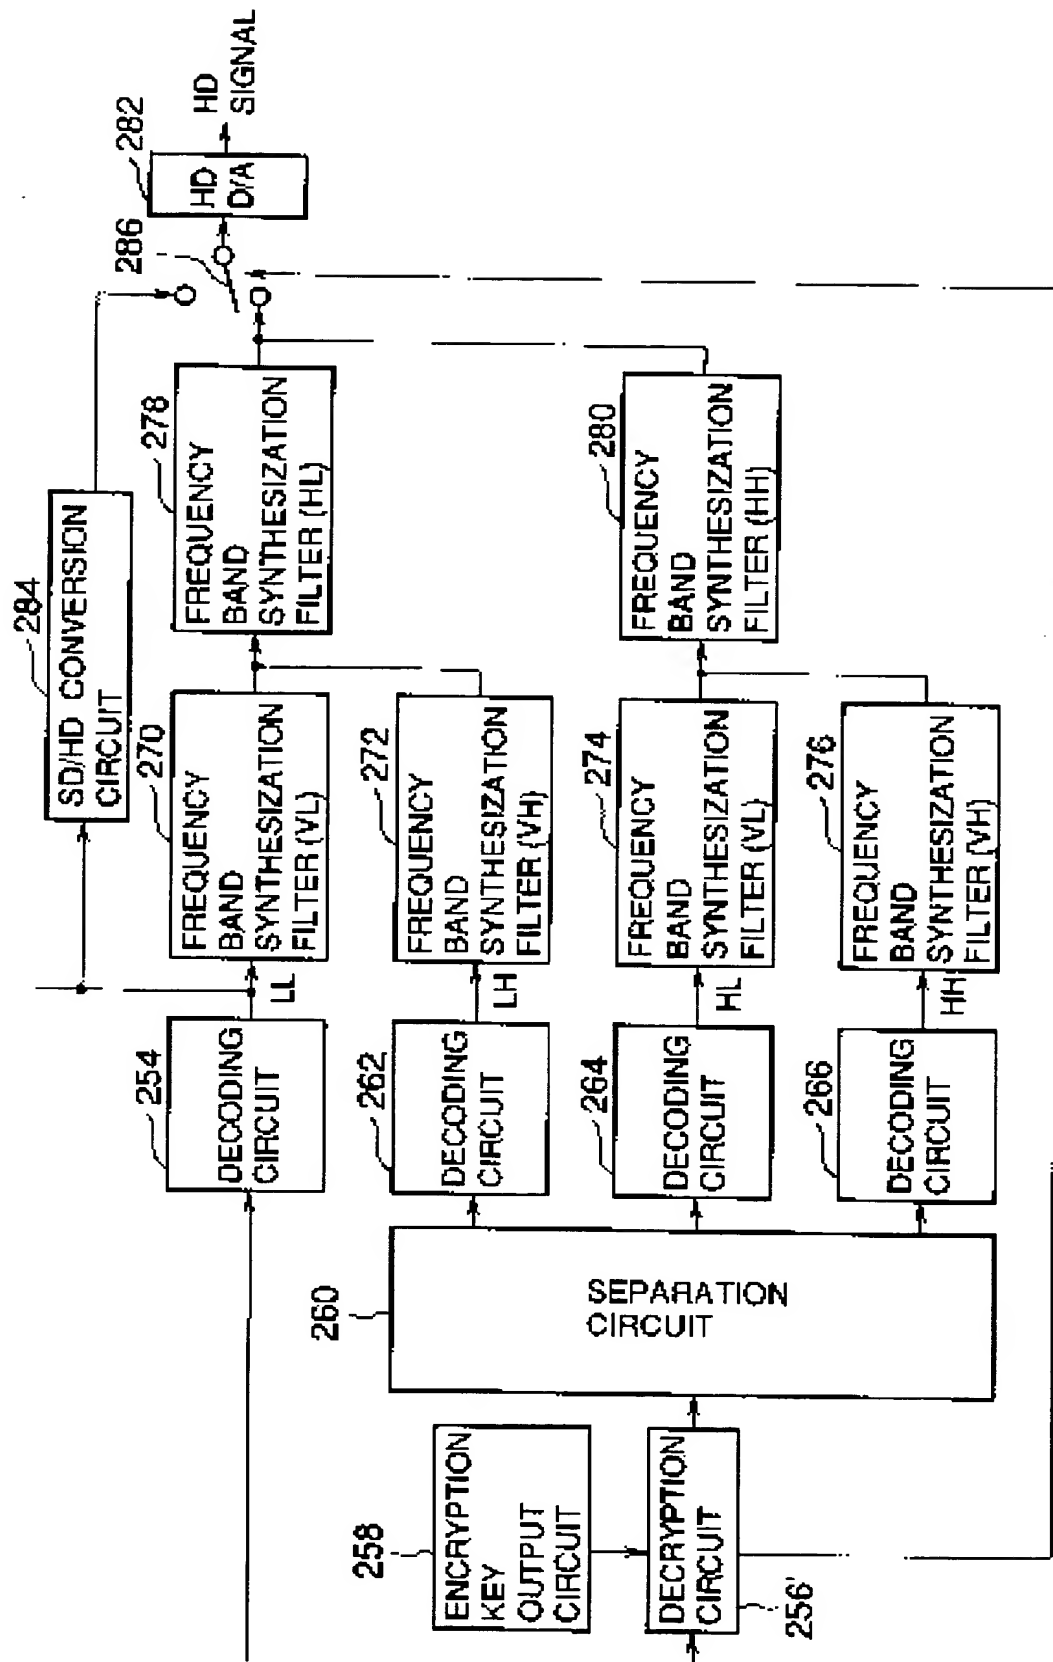 284
SD/HD CONVERSION
CIRCUIT
286
282
HD
D/A
HD
SIGNAL
254
DECODING
CIRCUIT
LL
270
FREQUENCY
BAND
SYNTHESIZATION
FILTER (VL)
278
FREQUENCY
BAND
SYNTHESIZATION
FILTER (HL)
262
DECODING
CIRCUIT
LH
272
FREQUENCY
BAND
SYNTHESIZATION
FILTER (VH)
258
ENCRYPTION
KEY
OUTPUT
CIRCUIT
DECRYPTION
CIRCUIT
256'
260
SEPARATION
CIRCUIT
264
DECODING
CIRCUIT
HL
274
FREQUENCY
BAND
SYNTHESIZATION
FILTER (VL)
280
FREQUENCY
BAND
SYNTHESIZATION
FILTER (HH)
266
DECODING
CIRCUIT
HH
276
FREQUENCY
BAND
SYNTHESIZATION
FILTER (VH)